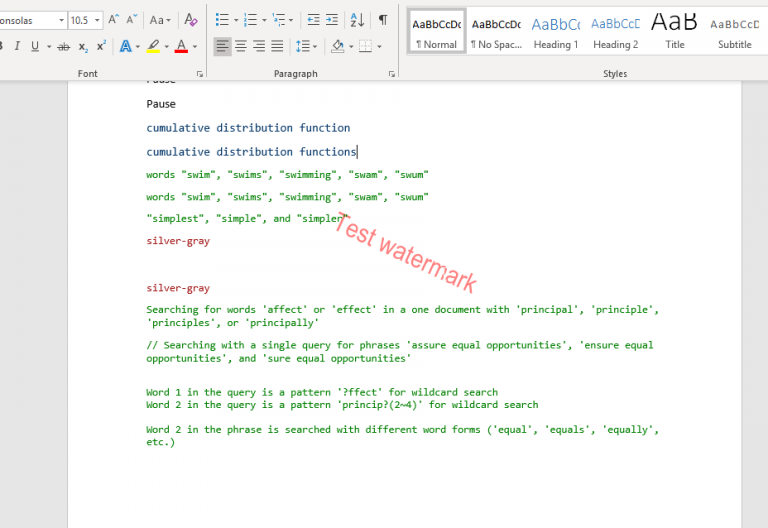 onsolas 10.5 A A Aa A
I U ab x₂ x² A A
Font
Paragraph
AaBbCcDc AaBbCcDc AaBbCc AaBbCcE AaB AaBbCcD
¶ Normal ¶ No Spac... Heading 1 Heading 2 Title Subtitle
Styles
Pause
Pause
cumulative distribution function
cumulative distribution functions
words "swim", "swims", "swimming", "swam", "swum"
words "swim", "swims", "swimming", "swam", "swum"
"simplest", "simple", and "simpler"
Test watermark
silver-gray
silver-gray
Searching for words 'affect' or 'effect' in a one document with 'principal', 'principle',
'principles', or 'principally'
// Searching with a single query for phrases 'assure equal opportunities', 'ensure equal
opportunities', and 'sure equal opportunities'
Word 1 in the query is a pattern '?ffect' for wildcard search
Word 2 in the query is a pattern 'princip?(2~4)' for wildcard search
Word 2 in the phrase is searched with different word forms ('equal', 'equals', 'equally',
etc.)